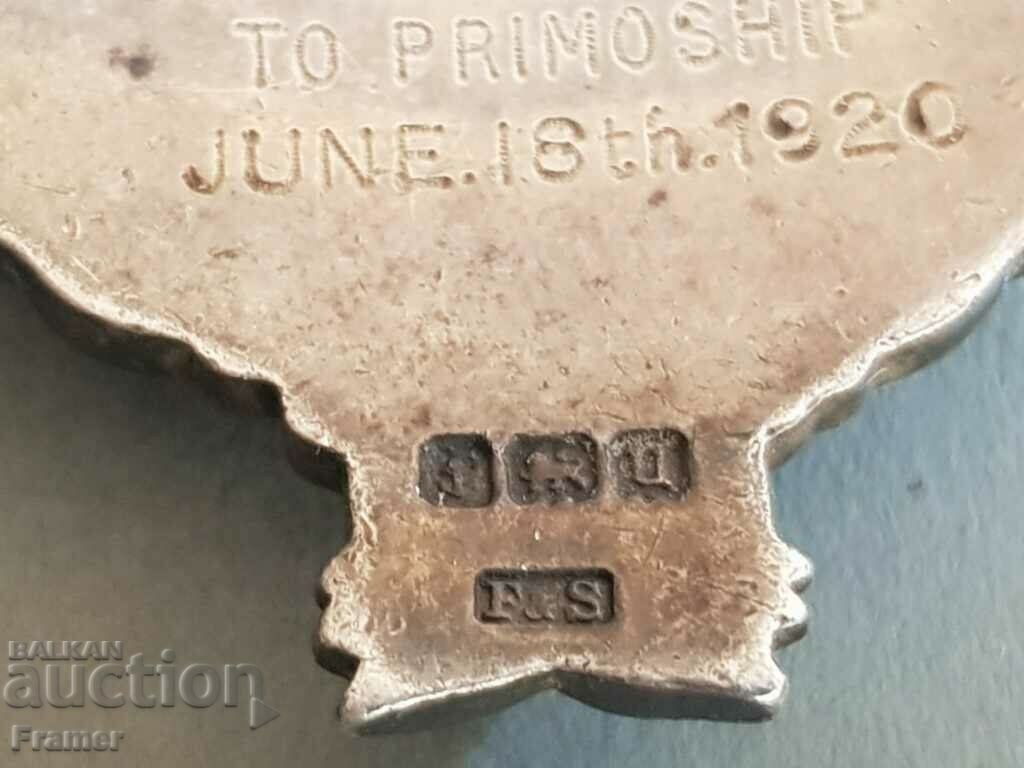 TO PRIMOSHIP
JUNE.18th.1920
F&S
BALKAN
auction
Framer